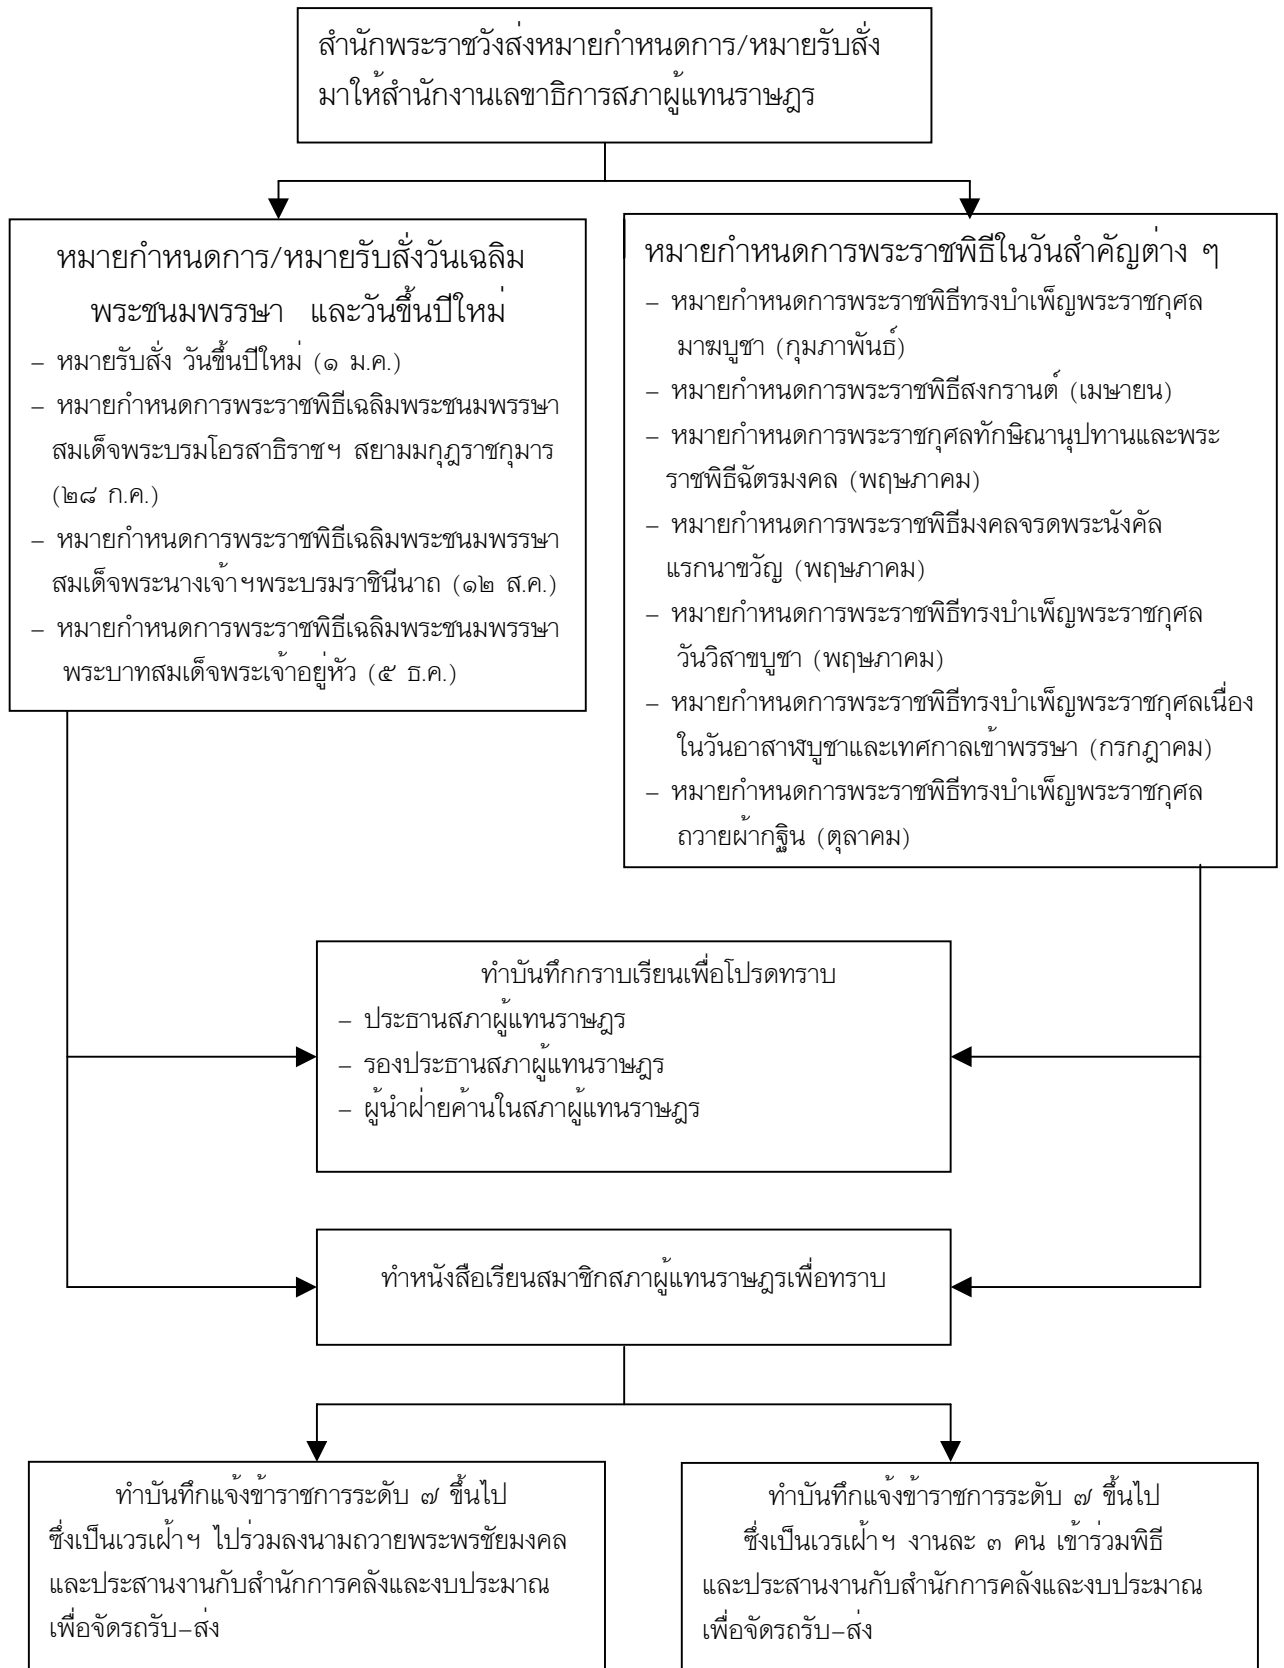 สำนักพระราชวังส่งหมายกำหนดการ/หมายรับสั่ง
มาให้สำนักงานเลขาธิการสภาผู้แทนราษฎร
หมายกำหนดการ/หมายรับสั่งวันเฉลิม
พระชนมพรรษา และวันขึ้นปีใหม่
– หมายรับสั่ง วันขึ้นปีใหม่ (๑ ม.ค.)
– หมายกำหนดการพระราชพิธีเฉลิมพระชนมพรรษา
สมเด็จพระบรมโอรสาธิราชฯ สยามมกุฎราชกุมาร
(๒๘ ก.ค.)
– หมายกำหนดการพระราชพิธีเฉลิมพระชนมพรรษา
สมเด็จพระนางเจ้าฯพระบรมราชินีนาถ (๑๒ ส.ค.)
– หมายกำหนดการพระราชพิธีเฉลิมพระชนมพรรษา
พระบาทสมเด็จพระเจ้าอยู่หัว (๕ ธ.ค.)
หมายกำหนดการพระราชพิธีในวันสำคัญต่าง ๆ
– หมายกำหนดการพระราชพิธีทรงบำเพ็ญพระราชกุศล
มาฆบูชา (กุมภาพันธ์)
– หมายกำหนดการพระราชพิธีสงกรานต์ (เมษายน)
– หมายกำหนดการพระราชกุศลทักษิณานุปทานและพระ
ราชพิธีฉัตรมงคล (พฤษภาคม)
– หมายกำหนดการพระราชพิธีมงคลจรดพระนังคัล
แรกนาขวัญ (พฤษภาคม)
– หมายกำหนดการพระราชพิธีทรงบำเพ็ญพระราชกุศล
วันวิสาขบูชา (พฤษภาคม)
– หมายกำหนดการพระราชพิธีทรงบำเพ็ญพระราชกุศลเนื่อง
ในวันอาสาฬบูชาและเทศกาลเข้าพรรษา (กรกฎาคม)
– หมายกำหนดการพระราชพิธีทรงบำเพ็ญพระราชกุศล
ถวายผ้ากฐิน (ตุลาคม)
ทำบันทึกกราบเรียนเพื่อโปรดทราบ
– ประธานสภาผู้แทนราษฎร
– รองประธานสภาผู้แทนราษฎร
– ผู้นำฝ่ายค้านในสภาผู้แทนราษฎร
ทำหนังสือเรียนสมาชิกสภาผู้แทนราษฎรเพื่อทราบ
ทำบันทึกแจ้งข้าราชการระดับ ๗ ขึ้นไป
ซึ่งเป็นเวรเฝ้าฯ ไปร่วมลงนามถวายพระพรชัยมงคล
และประสานงานกับสำนักการคลังและงบประมาณ
เพื่อจัดรถรับ–ส่ง
ทำบันทึกแจ้งข้าราชการระดับ ๗ ขึ้นไป
ซึ่งเป็นเวรเฝ้าฯ งานละ ๓ คน เข้าร่วมพิธี
และประสานงานกับสำนักการคลังและงบประมาณ
เพื่อจัดรถรับ–ส่ง